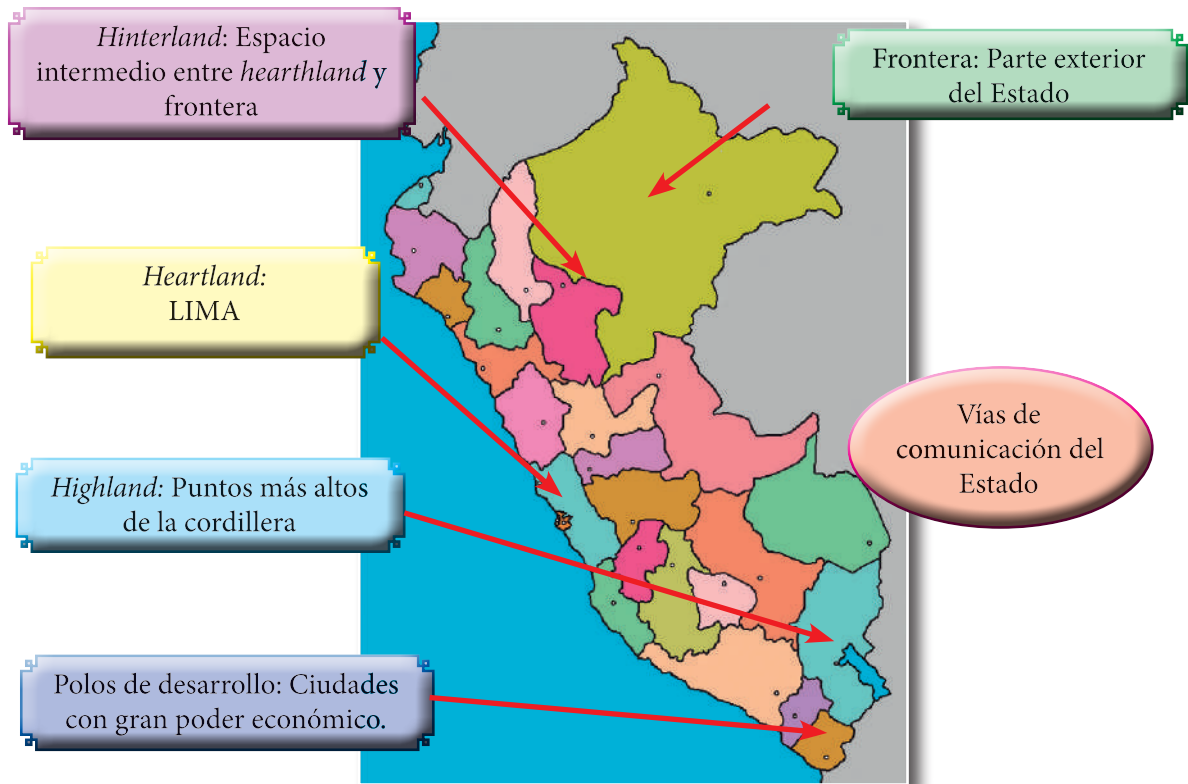 Hinterland: Espacio
intermedio entre hearthland y
frontera
Frontera: Parte exterior
del Estado
Heartland:
LIMA
Vías de
comunicación del
Estado
Highland: Puntos más altos
de la cordillera
Polos de desarrollo: Ciudades
con gran poder económico.